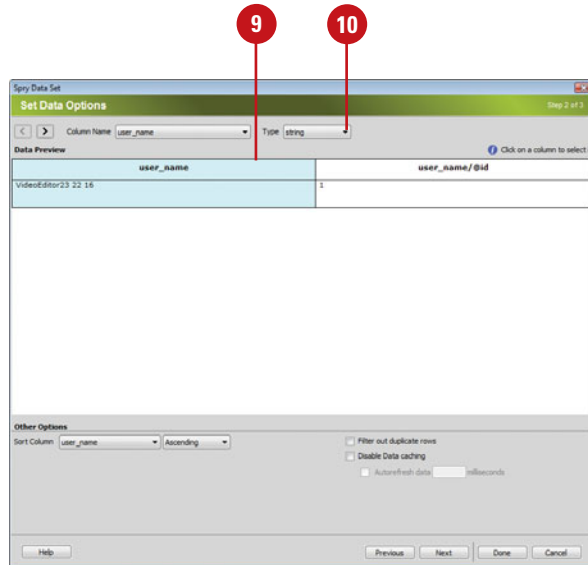 9 10
Spry Data Set
Set Data Options Step 2 of 3
< > Column Name user_name Type string
Data Preview i Click on a column to select
user_name user_name/@id
VideoEditor23 22 16 1
Other Options
Sort Column user_name Ascending Filter out duplicate rows
Disable Data caching
Autorefresh data milliseconds
Help Previous Next Done Cancel